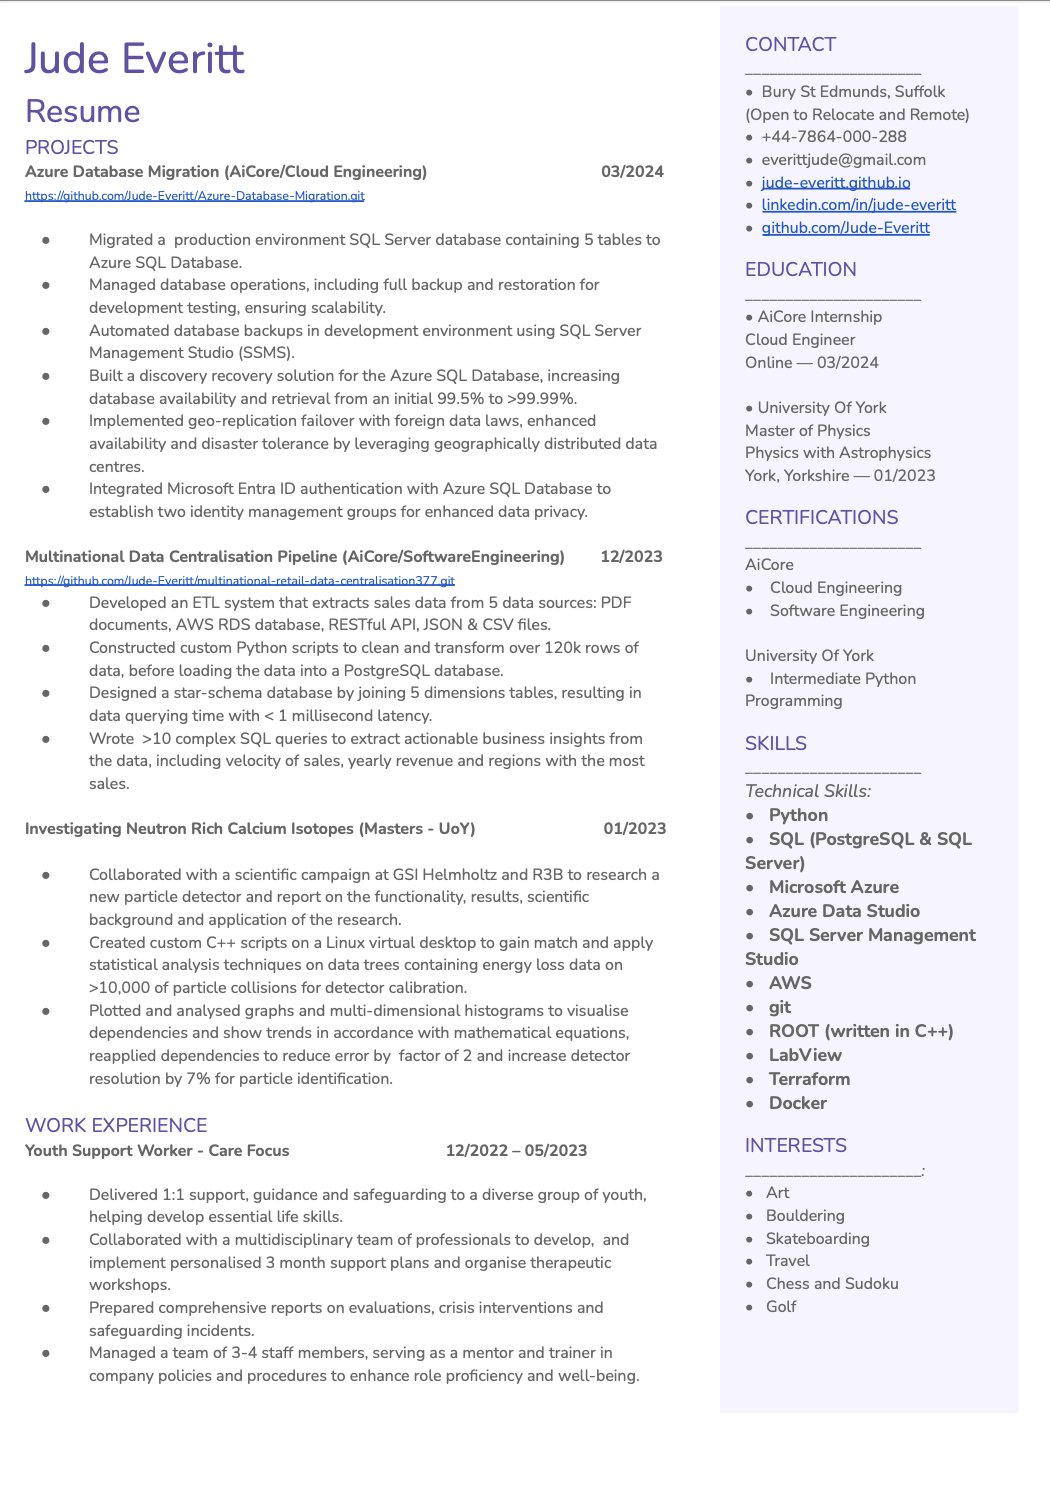 Jude Everitt
Resume
PROJECTS
Azure Database Migration (AiCore/Cloud Engineering) 03/2024
https://github.com/Jude-Everitt/Azure-Database-Migration.git
● Migrated a  production environment SQL Server database containing 5 tables to
Azure SQL Database.
● Managed database operations, including full backup and restoration for
development testing, ensuring scalability.
● Automated database backups in development environment using SQL Server
Management Studio (SSMS).
● Built a discovery recovery solution for the Azure SQL Database, increasing
database availability and retrieval from an initial 99.5% to >99.99%.
● Implemented geo-replication failover with foreign data laws, enhanced
availability and disaster tolerance by leveraging geographically distributed data
centres.
● Integrated Microsoft Entra ID authentication with Azure SQL Database to
establish two identity management groups for enhanced data privacy.
Multinational Data Centralisation Pipeline (AiCore/SoftwareEngineering) 12/2023
https://github.com/Jude-Everitt/multinational-retail-data-centralisation377.git
● Developed an ETL system that extracts sales data from 5 data sources: PDF
documents, AWS RDS database, RESTful API, JSON & CSV files.
● Constructed custom Python scripts to clean and transform over 120k rows of
data, before loading the data into a PostgreSQL database.
● Designed a star-schema database by joining 5 dimensions tables, resulting in
data querying time with < 1 millisecond latency.
● Wrote  >10 complex SQL queries to extract actionable business insights from
the data, including velocity of sales, yearly revenue and regions with the most
sales.
Investigating Neutron Rich Calcium Isotopes (Masters - UoY) 01/2023
● Collaborated with a scientific campaign at GSI Helmholtz and R3B to research a
new particle detector and report on the functionality, results, scientific
background and application of the research.
● Created custom C++ scripts on a Linux virtual desktop to gain match and apply
statistical analysis techniques on data trees containing energy loss data on
>10,000 of particle collisions for detector calibration.
● Plotted and analysed graphs and multi-dimensional histograms to visualise
dependencies and show trends in accordance with mathematical equations,
reapplied dependencies to reduce error by  factor of 2 and increase detector
resolution by 7% for particle identification.
WORK EXPERIENCE
Youth Support Worker - Care Focus 12/2022 – 05/2023
● Delivered 1:1 support, guidance and safeguarding to a diverse group of youth,
helping develop essential life skills.
● Collaborated with a multidisciplinary team of professionals to develop,  and
implement personalised 3 month support plans and organise therapeutic
workshops.
● Prepared comprehensive reports on evaluations, crisis interventions and
safeguarding incidents.
● Managed a team of 3-4 staff members, serving as a mentor and trainer in
company policies and procedures to enhance role proficiency and well-being.
CONTACT
______________________
● Bury St Edmunds, Suffolk
(Open to Relocate and Remote)
● +44-7864-000-288
● everittjude@gmail.com
● jude-everitt.github.io
● linkedin.com/in/jude-everitt
● github.com/Jude-Everitt
EDUCATION
______________________
• AiCore Internship
Cloud Engineer
Online — 03/2024
• University Of York
Master of Physics
Physics with Astrophysics
York, Yorkshire — 01/2023
CERTIFICATIONS
______________________
AiCore
● Cloud Engineering
● Software Engineering
University Of York
● Intermediate Python
Programming
SKILLS
______________________
Technical Skills:
● Python
● SQL (PostgreSQL & SQL
Server)
● Microsoft Azure
● Azure Data Studio
● SQL Server Management
Studio
● AWS
● git
● ROOT (written in C++)
● LabView
● Terraform
● Docker
INTERESTS
______________________:
● Art
● Bouldering
● Skateboarding
● Travel
● Chess and Sudoku
● Golf